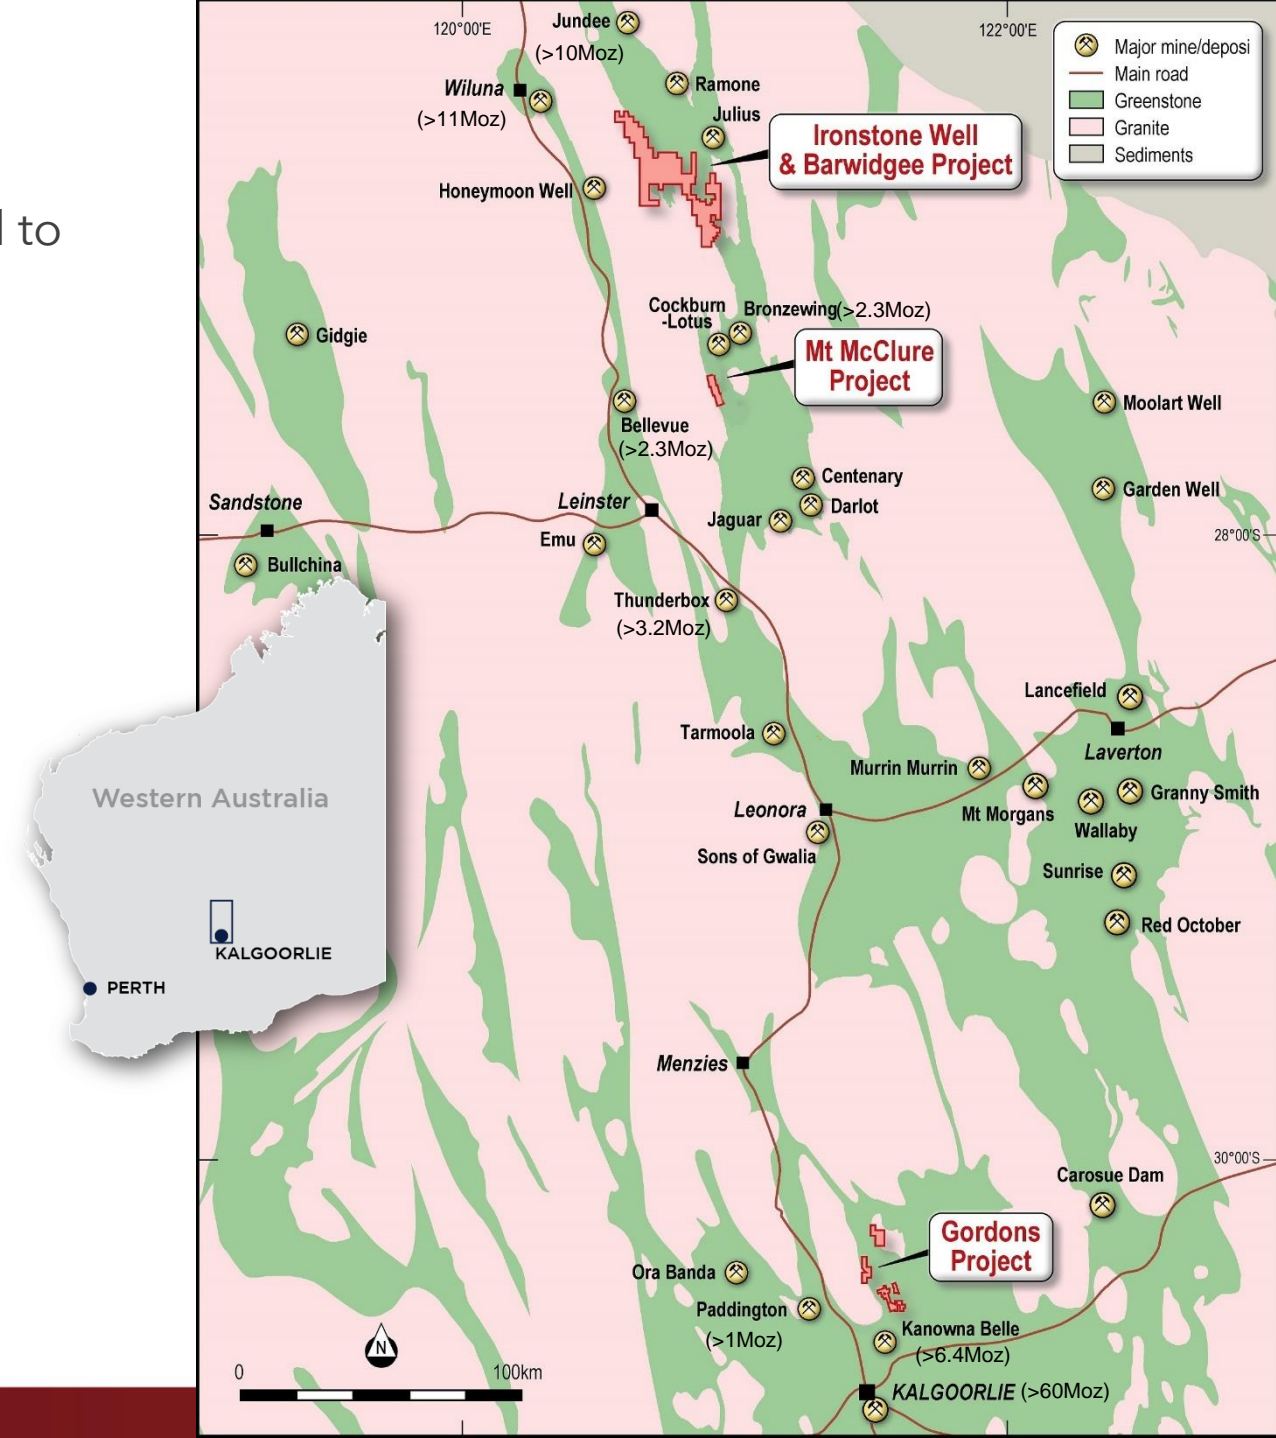 l to
120°00'E
122°00'E
Jundee
(>10Moz)
Major mine/deposi
Main road
Greenstone
Granite
Sediments
Wiluna
(>11Moz)
Ramone
Julius
Ironstone Well
& Barwidgee Project
Honeymoon Well
Cockburn
-Lotus
Bronzewing(>2.3Moz)
Gidgie
Mt McClure
Project
Bellevue
(>2.3Moz)
Moolart Well
Centenary
Darlot
Jaguar
Garden Well
Sandstone
Leinster
28°00'S
Emu
Bullchina
Thunderbox
(>3.2Moz)
Lancefield
Laverton
Tarmoola
Murrin Murrin
Mt Morgans
Granny Smith
Wallaby
Leonora
Sons of Gwalia
Sunrise
Red October
Western Australia
KALGOORLIE
PERTH
Menzies
30°00'S
Carosue Dam
Gordons
Project
Ora Banda
Paddington
(>1Moz)
Kanowna Belle
(>6.4Moz)
N
0
100km
KALGOORLIE (>60Moz)